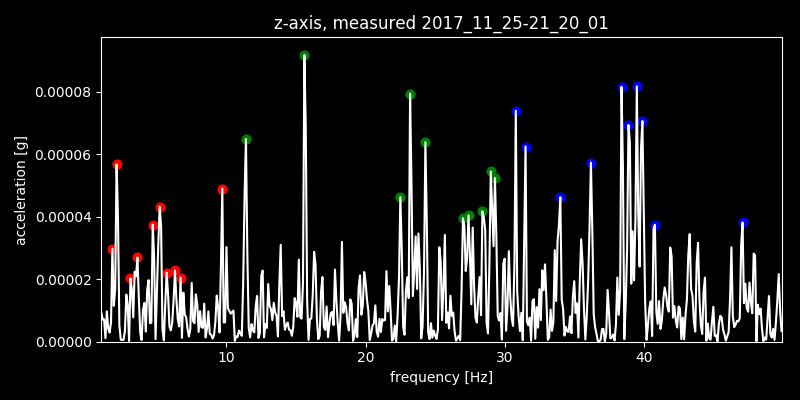 z-axis, measured 2017_11_25-21_20_01
acceleration [g]
0.00008
0.00006
0.00004
0.00002
0.00000
10 20 30 40
frequency [Hz]